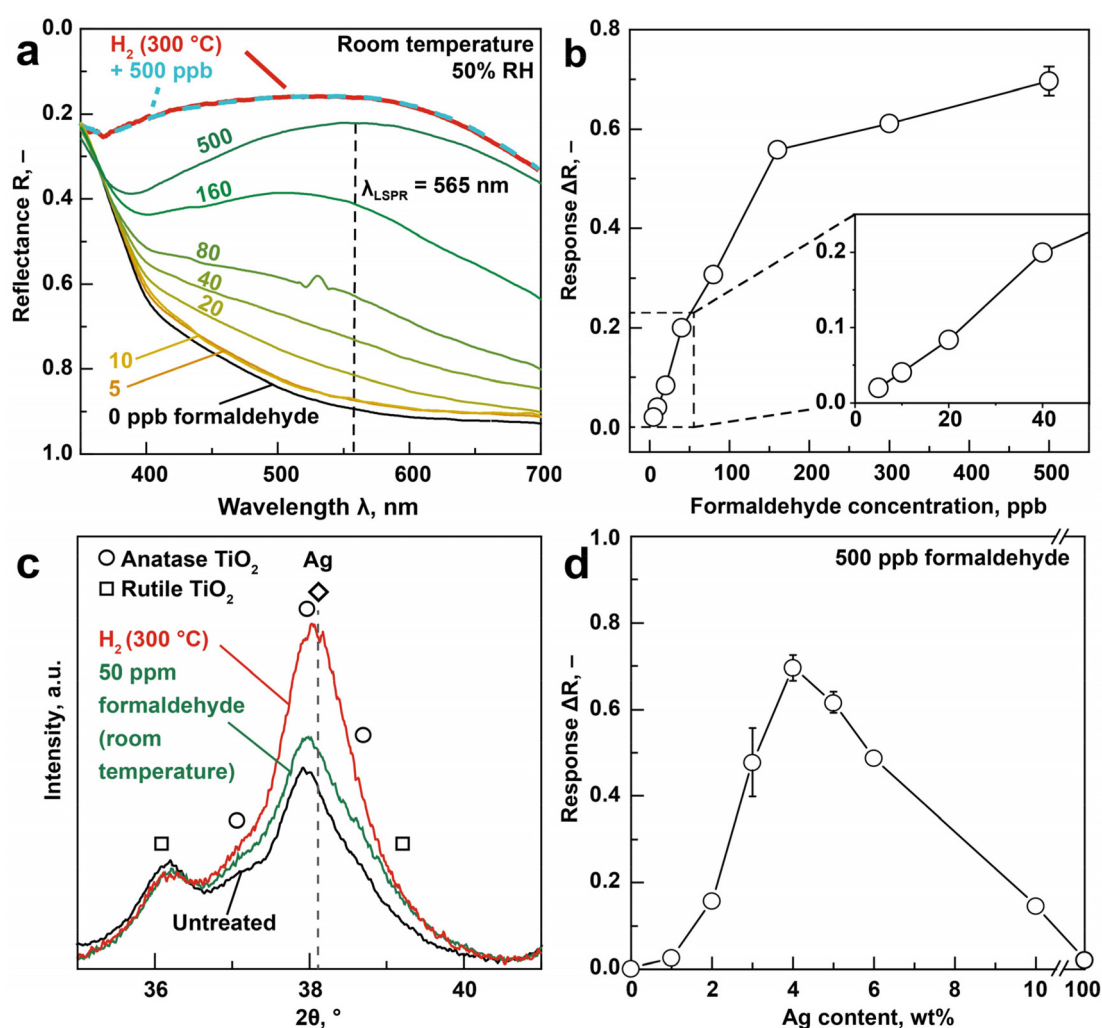 a
H2 (300 °C)
+ 500 ppb
Room temperature
50% RH
500
160
80
40
20
10
5
0 ppb formaldehyde
λLSPR = 565 nm
0.0
0.2
0.4
0.6
0.8
1.0
Reflectance R, –
400 500 600 700
Wavelength λ, nm
b
0.8
0.6
0.4
0.2
0.0
Response ΔR, –
0.2
0.1
0.0
0 20 40
0 100 200 300 400 500
Formaldehyde concentration, ppb
c
Anatase TiO2
Rutile TiO2
Ag
H2 (300 °C)
50 ppm
formaldehyde
(room
temperature)
Untreated
Intensity, a.u.
36 38 40
2θ, °
d
500 ppb formaldehyde
1.0
0.8
0.6
0.4
0.2
0.0
Response ΔR, –
0 2 4 6 8 10 100
Ag content, wt%